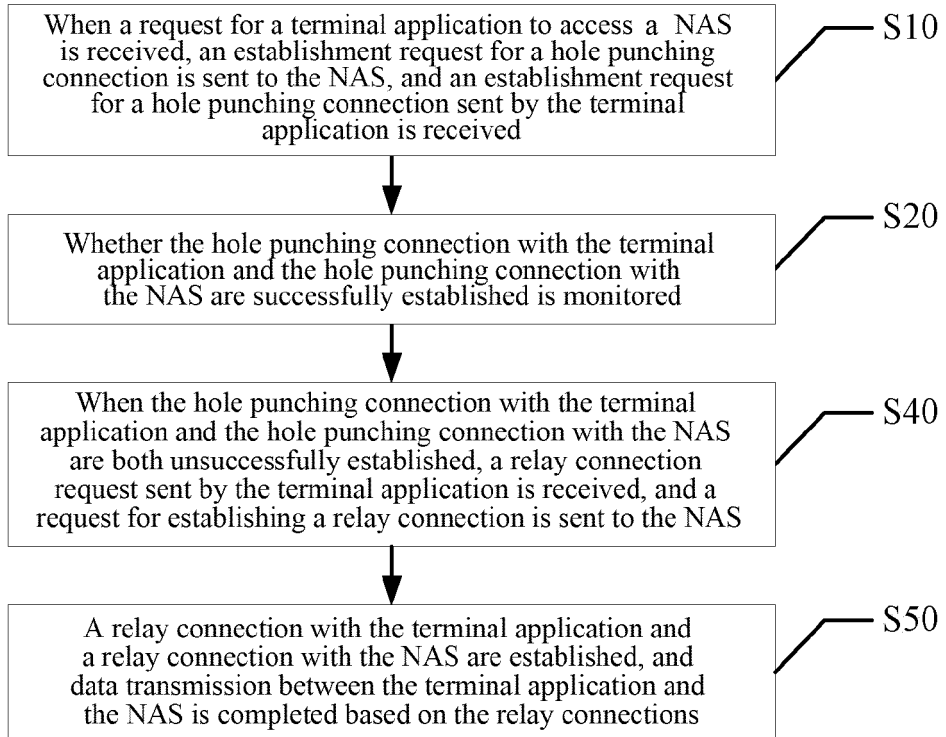 When a request for a terminal application to access a NAS
is received, an establishment request for a hole punching
connection is sent to the NAS, and an establishment request
for a hole punching connection sent by the terminal
application is received
S10
Whether the hole punching connection with the terminal
application and the hole punching connection with
the NAS are successfully established is monitored
S20
When the hole punching connection with the terminal
application and the hole punching connection with the NAS
are both unsuccessfully established, a relay connection
request sent by the terminal application is received, and a
request for establishing a relay connection is sent to the NAS
S40
A relay connection with the terminal application and
a relay connection with the NAS are established, and
data transmission between the terminal application and
the NAS is completed based on the relay connections
S50